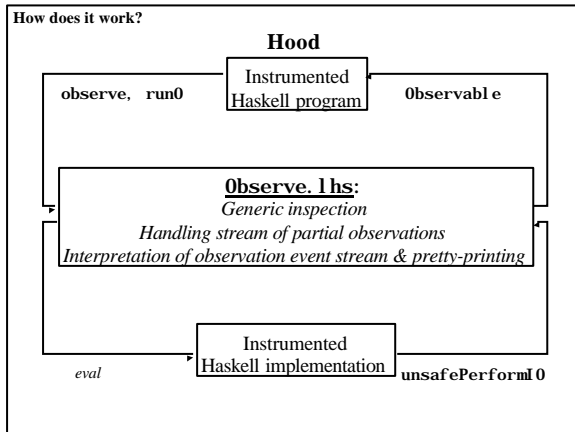 How does it work?
Hood
Instrumented
Haskell program
observe, runO
Observable
Observe.lhs:
Generic inspection
Handling stream of partial observations
Interpretation of observation event stream & pretty-printing
Instrumented
Haskell implementation
eval
unsafePerformIO